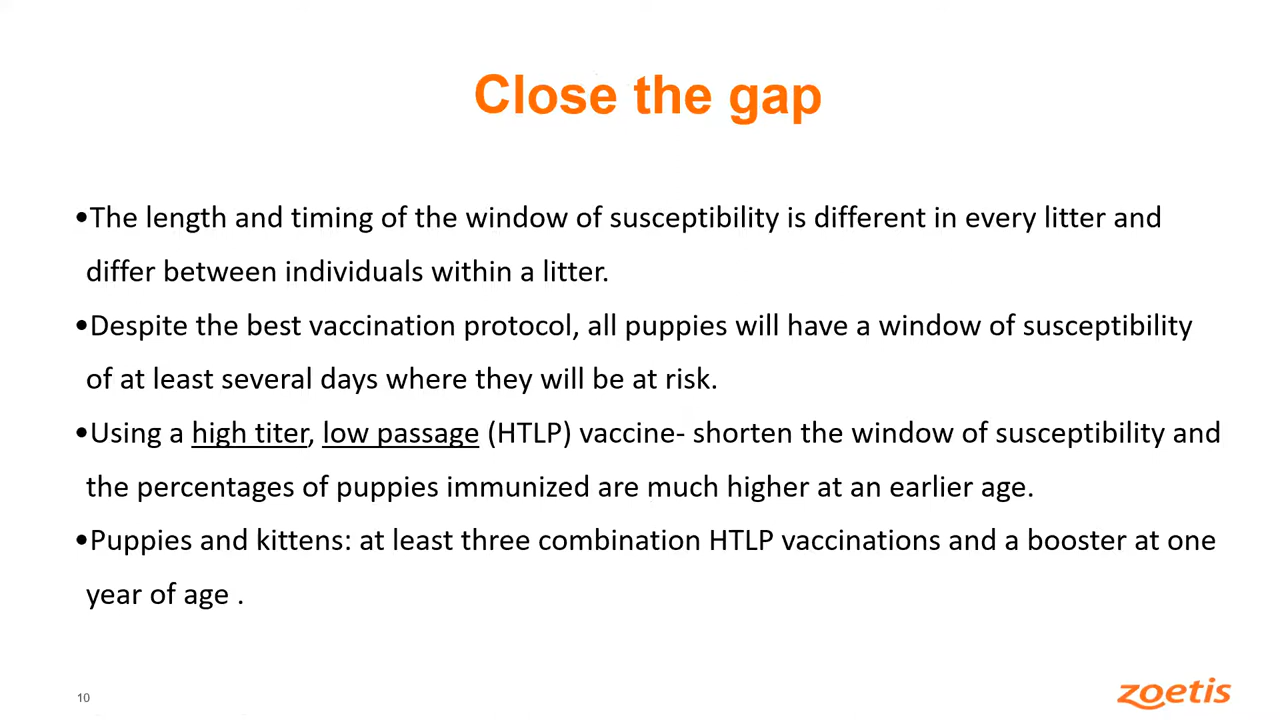 Close the gap
•The length and timing of the window of susceptibility is different in every litter and
differ between individuals within a litter.
•Despite the best vaccination protocol, all puppies will have a window of susceptibility
of at least several days where they will be at risk.
•Using a high titer, low passage (HTLP) vaccine- shorten the window of susceptibility and
the percentages of puppies immunized are much higher at an earlier age.
•Puppies and kittens: at least three combination HTLP vaccinations and a booster at one
year of age .
10
zoetis